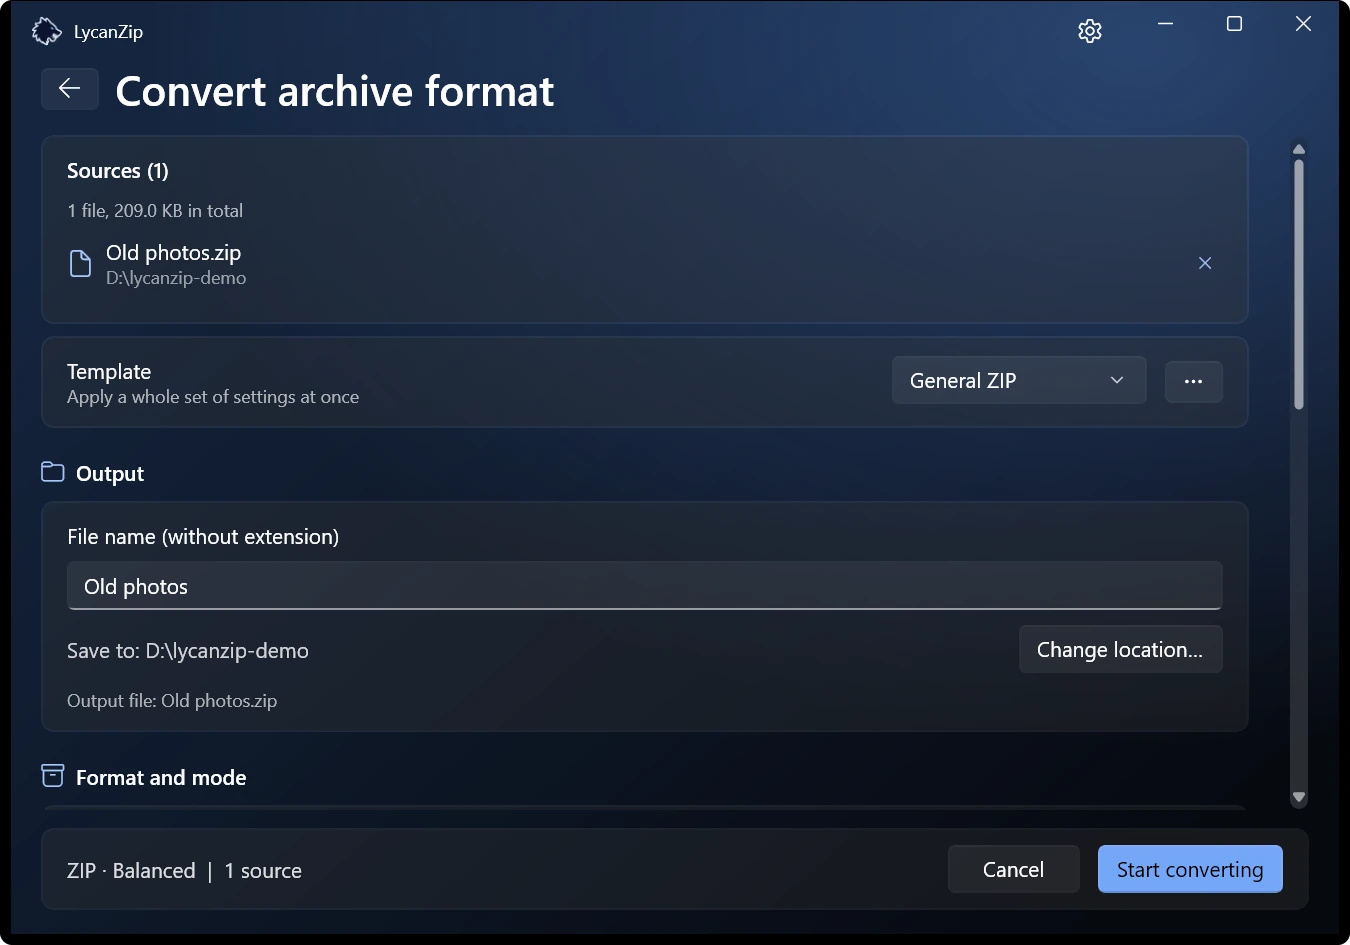 LycanZip
Convert archive format
Sources (1)
1 file, 209.0 KB in total
Old photos.zip
D:\lycanzip-demo
Template
Apply a whole set of settings at once
General ZIP
Output
File name (without extension)
Old photos
Save to: D:\lycanzip-demo
Change location...
Output file: Old photos.zip
Format and mode
ZIP · Balanced | 1 source
Cancel
Start converting